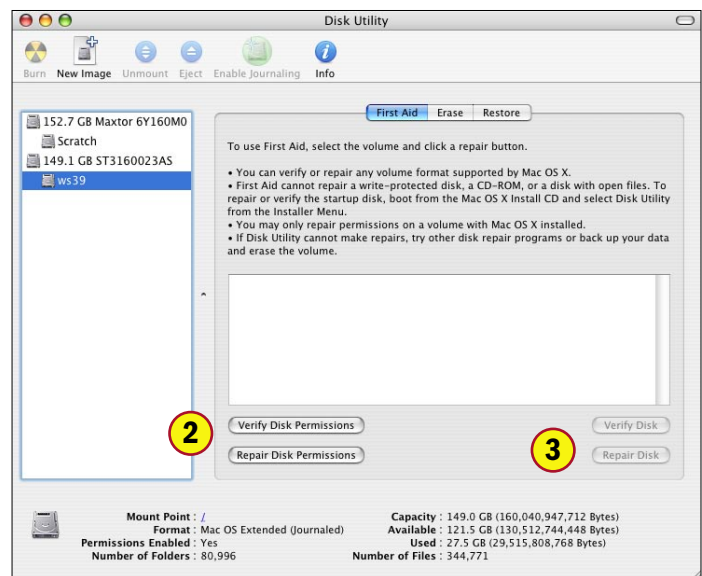 Disk Utility
Burn New Image Unmount Eject Enable Journaling Info
152.7 GB Maxtor 6Y160M0
Scratch
149.1 GB ST3160023AS
ws39
First Aid Erase Restore
To use First Aid, select the volume and click a repair button.
• You can verify or repair any volume format supported by Mac OS X.
• First Aid cannot repair a write-protected disk, a CD-ROM, or a disk with open files. To
repair or verify the startup disk, boot from the Mac OS X Install CD and select Disk Utility
from the Installer Menu.
• You may only repair permissions on a volume with Mac OS X installed.
• If Disk Utility cannot make repairs, try other disk repair programs or back up your data
and erase the volume.
2
Verify Disk Permissions
Repair Disk Permissions
3
Verify Disk
Repair Disk
Mount Point : /
Format : Mac OS Extended (Journaled)
Permissions Enabled : Yes
Number of Folders : 80,996
Capacity : 149.0 GB (160,040,947,712 Bytes)
Available : 121.5 GB (130,512,744,448 Bytes)
Used : 27.5 GB (29,515,808,768 Bytes)
Number of Files : 344,771